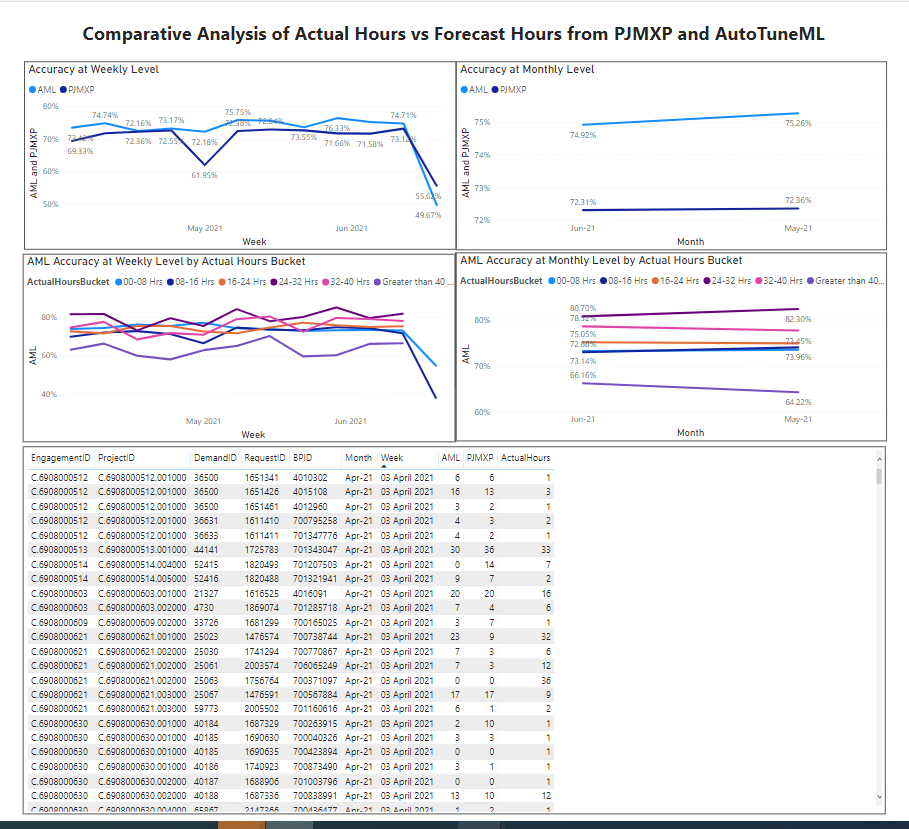 Comparative Analysis of Actual Hours vs Forecast Hours from PJMXP and AutoTuneML
Accuracy at Weekly Level
AML PJMXP
AML and PJMXP
80%
70%
60%
50%
74.74%
72.16%
73.17%
75.75%
74.71%
69.33%
72.36%
72.55%
72.18%
61.95%
73.55%
76.33%
71.66%
71.58%
49.67%
May 2021
Jun 2021
Week
Accuracy at Monthly Level
AML PJMXP
AML and PJMXP
75%
74%
73%
72%
74.92%
75.26%
72.31%
72.36%
Jun-21
May-21
Month
AML Accuracy at Weekly Level by Actual Hours Bucket
ActualHoursBucket 00-08 Hrs 08-16 Hrs 16-24 Hrs 24-32 Hrs 32-40 Hrs Greater than 40 ...
AML
80%
60%
40%
May 2021
Jun 2021
Week
AML Accuracy at Monthly Level by Actual Hours Bucket
ActualHoursBucket 00-08 Hrs 08-16 Hrs 16-24 Hrs 24-32 Hrs 32-40 Hrs Greater than 40...
AML
80%
70%
60%
80.70%
75.05%
73.14%
66.16%
82.30%
73.96%
64.22%
Jun-21
May-21
Month
EngagementID ProjectID DemandID RequestID BPID Month Week AML PJMXP ActualHours
C.6908000512 C.6908000512.001000 36500 1651341 4010302 Apr-21 03 April 2021 6 6 1
C.6908000512 C.6908000512.001000 36500 1651426 4015108 Apr-21 03 April 2021 16 13 3
C.6908000512 C.6908000512.001000 36500 1651461 4012960 Apr-21 03 April 2021 3 2 1
C.6908000512 C.6908000512.001000 36631 1611410 700795258 Apr-21 03 April 2021 4 3 2
C.6908000512 C.6908000512.001000 36633 1611411 701347776 Apr-21 03 April 2021 4 2 1
C.6908000513 C.6908000513.001000 44141 1725783 701343047 Apr-21 03 April 2021 30 36 33
C.6908000514 C.6908000514.004000 52415 1820493 701207503 Apr-21 03 April 2021 0 14 7
C.6908000514 C.6908000514.005000 52416 1820488 701321941 Apr-21 03 April 2021 9 7 2
C.6908000603 C.6908000603.001000 21327 1616525 4016091 Apr-21 03 April 2021 20 20 16
C.6908000603 C.6908000603.002000 4730 1869074 701285718 Apr-21 03 April 2021 7 4 6
C.6908000609 C.6908000609.002000 33726 1681299 700165025 Apr-21 03 April 2021 3 7 1
C.6908000621 C.6908000621.001000 25023 1476574 700738744 Apr-21 03 April 2021 23 9 32
C.6908000621 C.6908000621.002000 25030 1741294 700770867 Apr-21 03 April 2021 7 3 6
C.6908000621 C.6908000621.002000 25061 2003574 706065249 Apr-21 03 April 2021 7 3 12
C.6908000621 C.6908000621.002000 25063 1756764 700371097 Apr-21 03 April 2021 0 0 36
C.6908000621 C.6908000621.003000 25067 1476591 700567884 Apr-21 03 April 2021 17 17 9
C.6908000621 C.6908000621.003000 59773 2005502 701160616 Apr-21 03 April 2021 6 1 2
C.6908000630 C.6908000630.001000 40184 1687329 700263915 Apr-21 03 April 2021 2 10 1
C.6908000630 C.6908000630.001000 40185 1690630 700040326 Apr-21 03 April 2021 3 3 1
C.6908000630 C.6908000630.001000 40185 1690635 700423894 Apr-21 03 April 2021 0 0 1
C.6908000630 C.6908000630.001000 40186 1740923 700873490 Apr-21 03 April 2021 3 1 1
C.6908000630 C.6908000630.002000 40187 1688906 701003796 Apr-21 03 April 2021 0 0 1
C.6908000630 C.6908000630.002000 40188 1687336 700838991 Apr-21 03 April 2021 13 10 12
C.6908000630 C.6908000630.004000 65867 2147366 700436477 Apr-21 03 April 2021 1 2 1